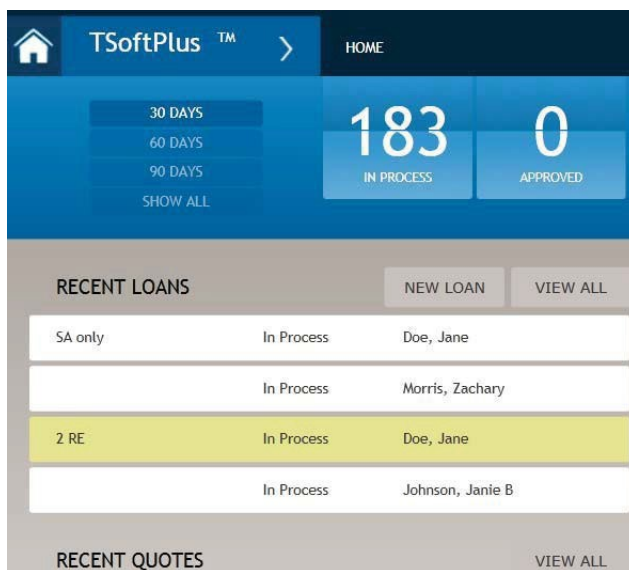 TSoftPlus ™ HOME
30 DAYS
60 DAYS
90 DAYS
SHOW ALL
183 0
IN PROCESS APPROVED
RECENT LOANS NEW LOAN VIEW ALL
SA only In Process Doe, Jane
In Process Morris, Zachary
2 RE In Process Doe, Jane
In Process Johnson, Janie B
RECENT QUOTES VIEW ALL